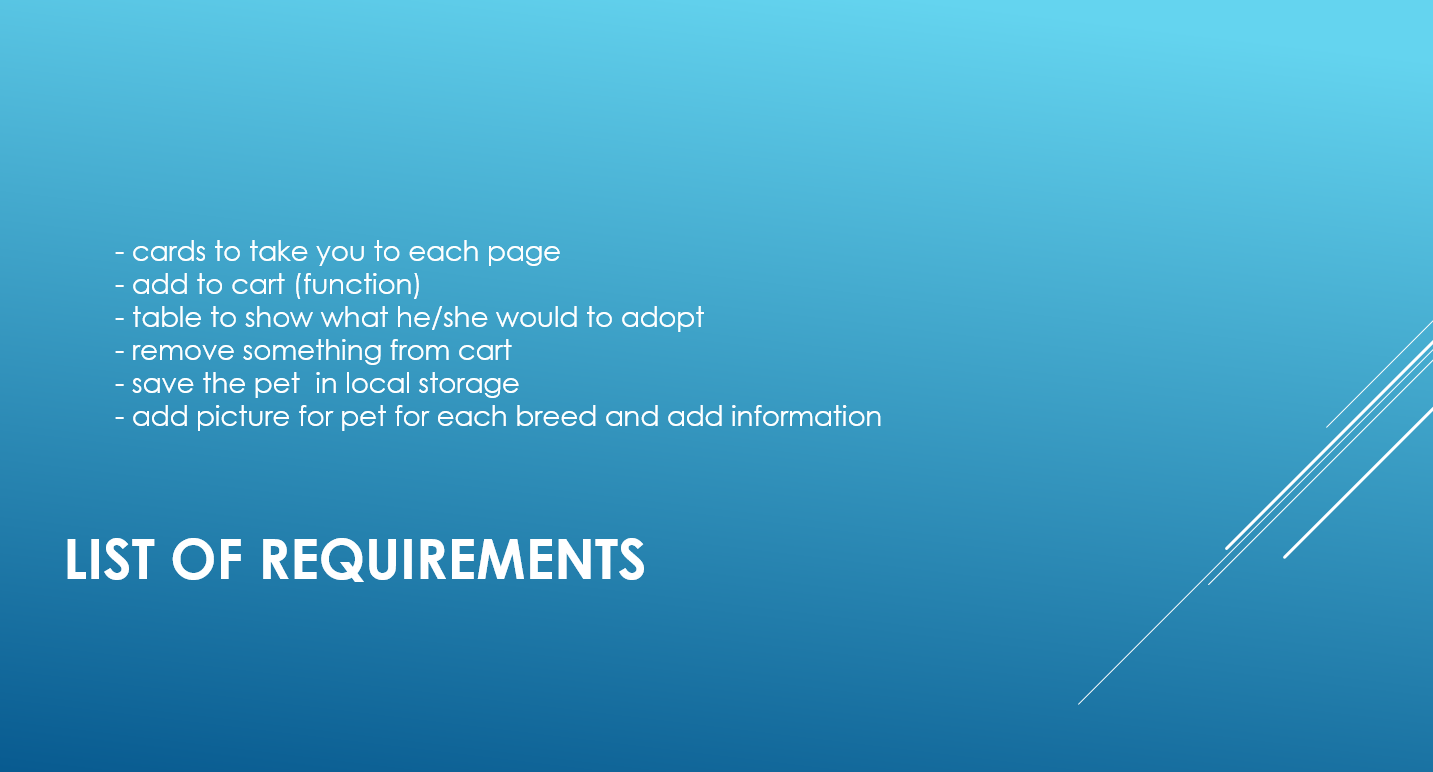 - cards to take you to each page
- add to cart (function)
- table to show what he/she would to adopt
- remove something from cart
- save the pet  in local storage
- add picture for pet for each breed and add information
LIST OF REQUIREMENTS